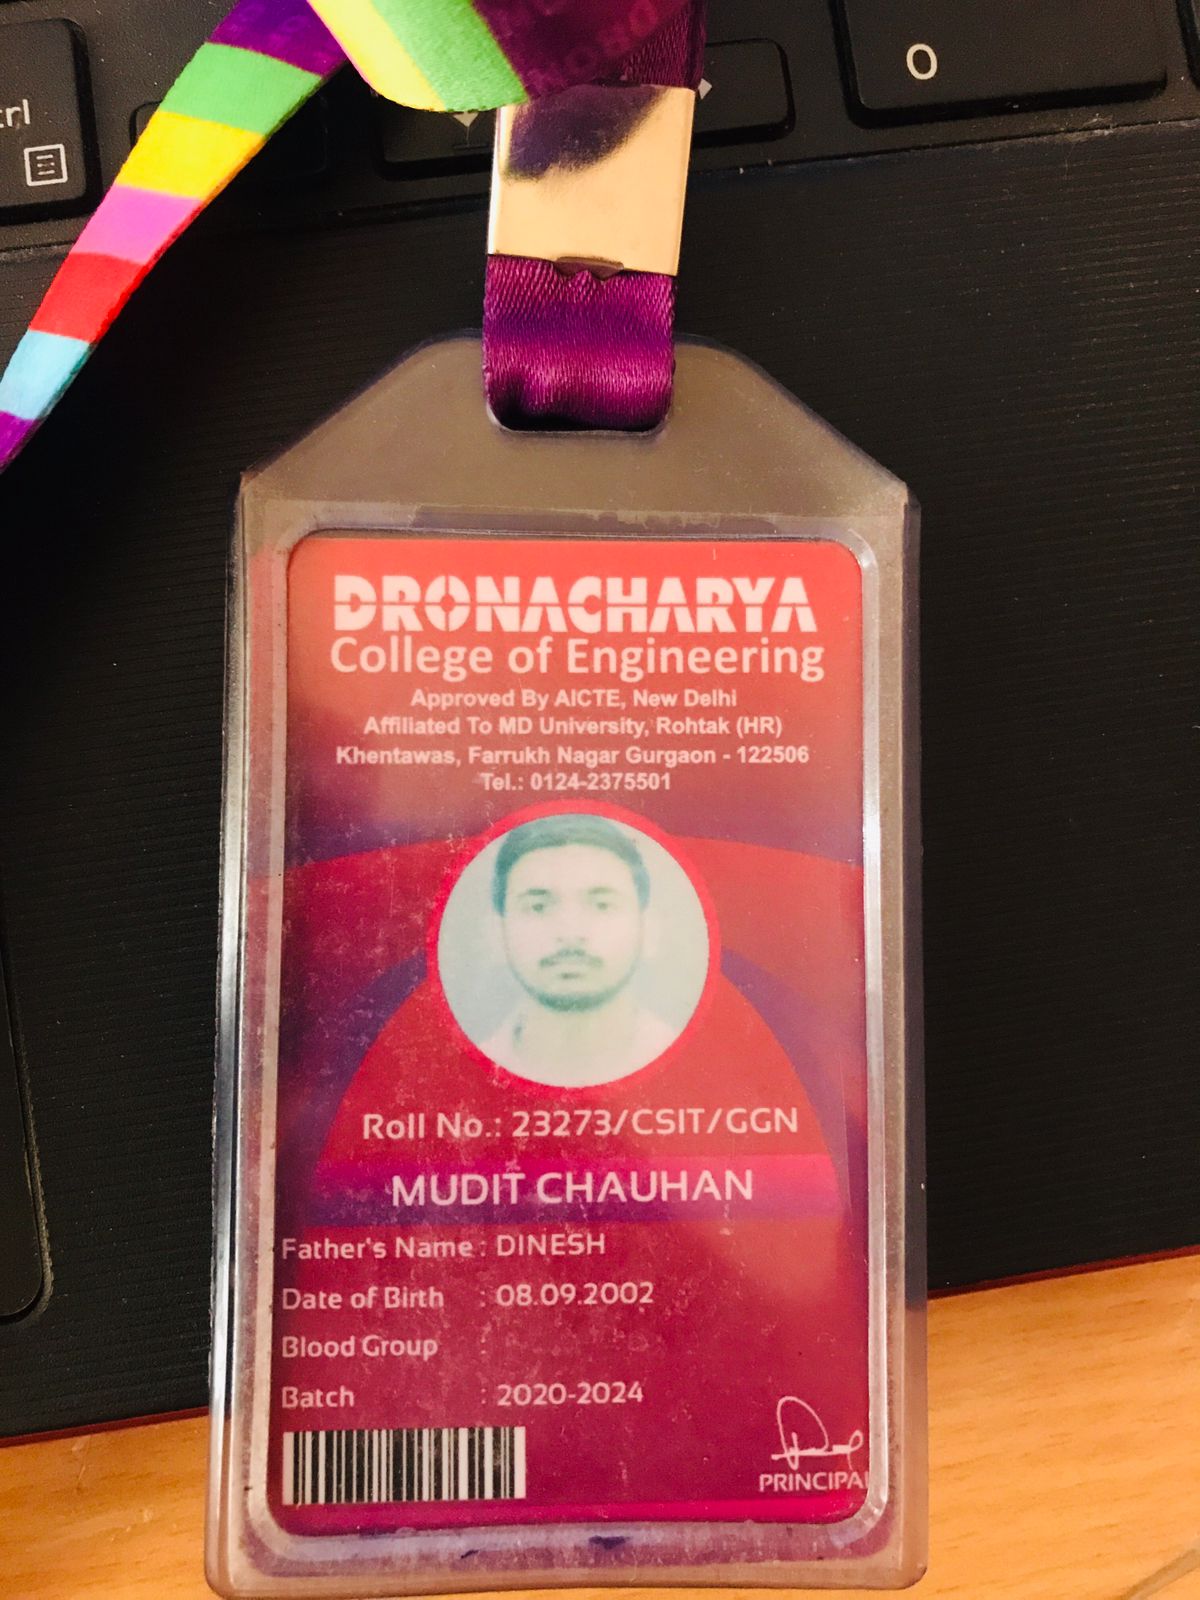 O
DRONACHARYA
College of Engineering
Approved By AICTE, New Delhi
Affiliated To MD University, Rohtak (HR)
Khentawas, Farrukh Nagar Gurgaon - 122506
Tel.: 0124-2375501
Roll No.: 23273/CSIT/GGN
MUDIT CHAUHAN
Father's Name : DINESH
Date of Birth : 08.09.2002
Blood Group :
Batch : 2020-2024
PRINCIPAL